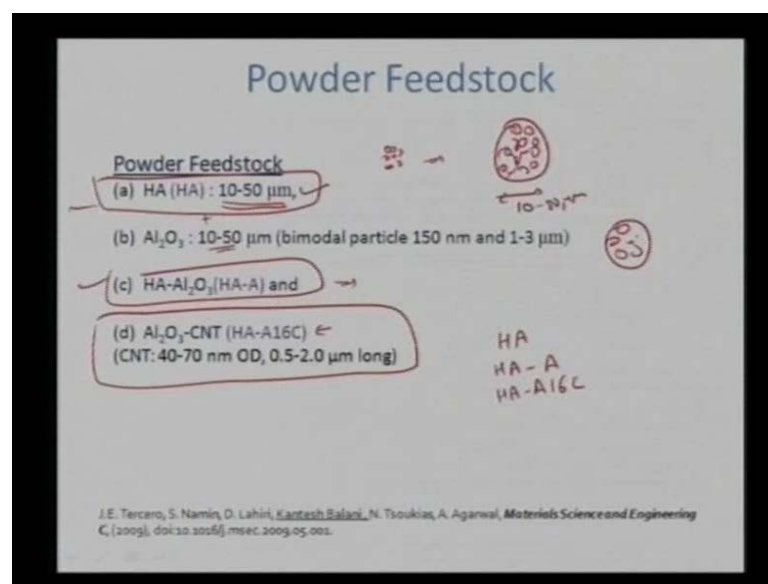 Powder Feedstock
Powder Feedstock
(a) HA (HA) : 10-50 μm,
10-50 μm
+
(b) Al₂O₃ : 10-50 μm (bimodal particle 150 nm and 1-3 μm)
(c) HA-Al₂O₃(HA-A) and
(d) Al₂O₃-CNT (HA-A16C)
(CNT: 40-70 nm OD, 0.5-2.0 μm long)
HA
HA-A
HA-A16C
J.E. Tercero, S. Namin, D. Lahiri, Kantesh Balani, N. Tsoukias, A. Agarwal, Materials Science and Engineering
C, (2009), doi:10.1016/j.msec.2009.05.001.